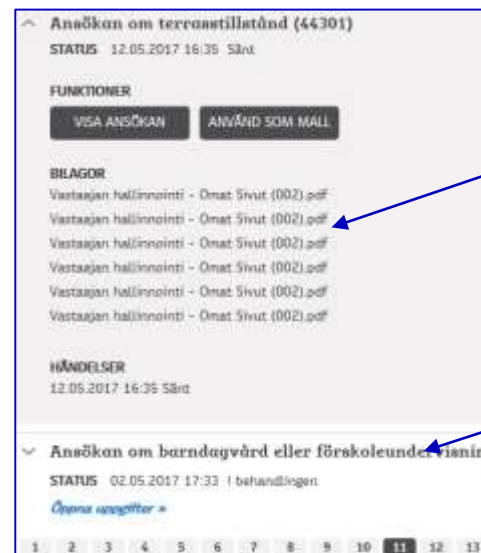 Ansökan om terrasstillstånd (44301)
STATUS 12.05.2017 16:35 Sänt
FUNKTIONER
VISA ANSÖKAN ANVÄND SOM MALL
BILAGOR
Vastaajan hallinnointi - Omat Sivut (002).pdf
Vastaajan hallinnointi - Omat Sivut (002).pdf
Vastaajan hallinnointi - Omat Sivut (002).pdf
Vastaajan hallinnointi - Omat Sivut (002).pdf
Vastaajan hallinnointi - Omat Sivut (002).pdf
Vastaajan hallinnointi - Omat Sivut (002).pdf
HÄNDELSER
12.05.2017 16:35 Sänt
Ansökan om barndagvård eller förskoleundervisnin
STATUS 02.05.2017 17:33 I behandlingen
Öppna uppgifter »
1 2 3 4 5 6 7 8 9 10 11 12 13